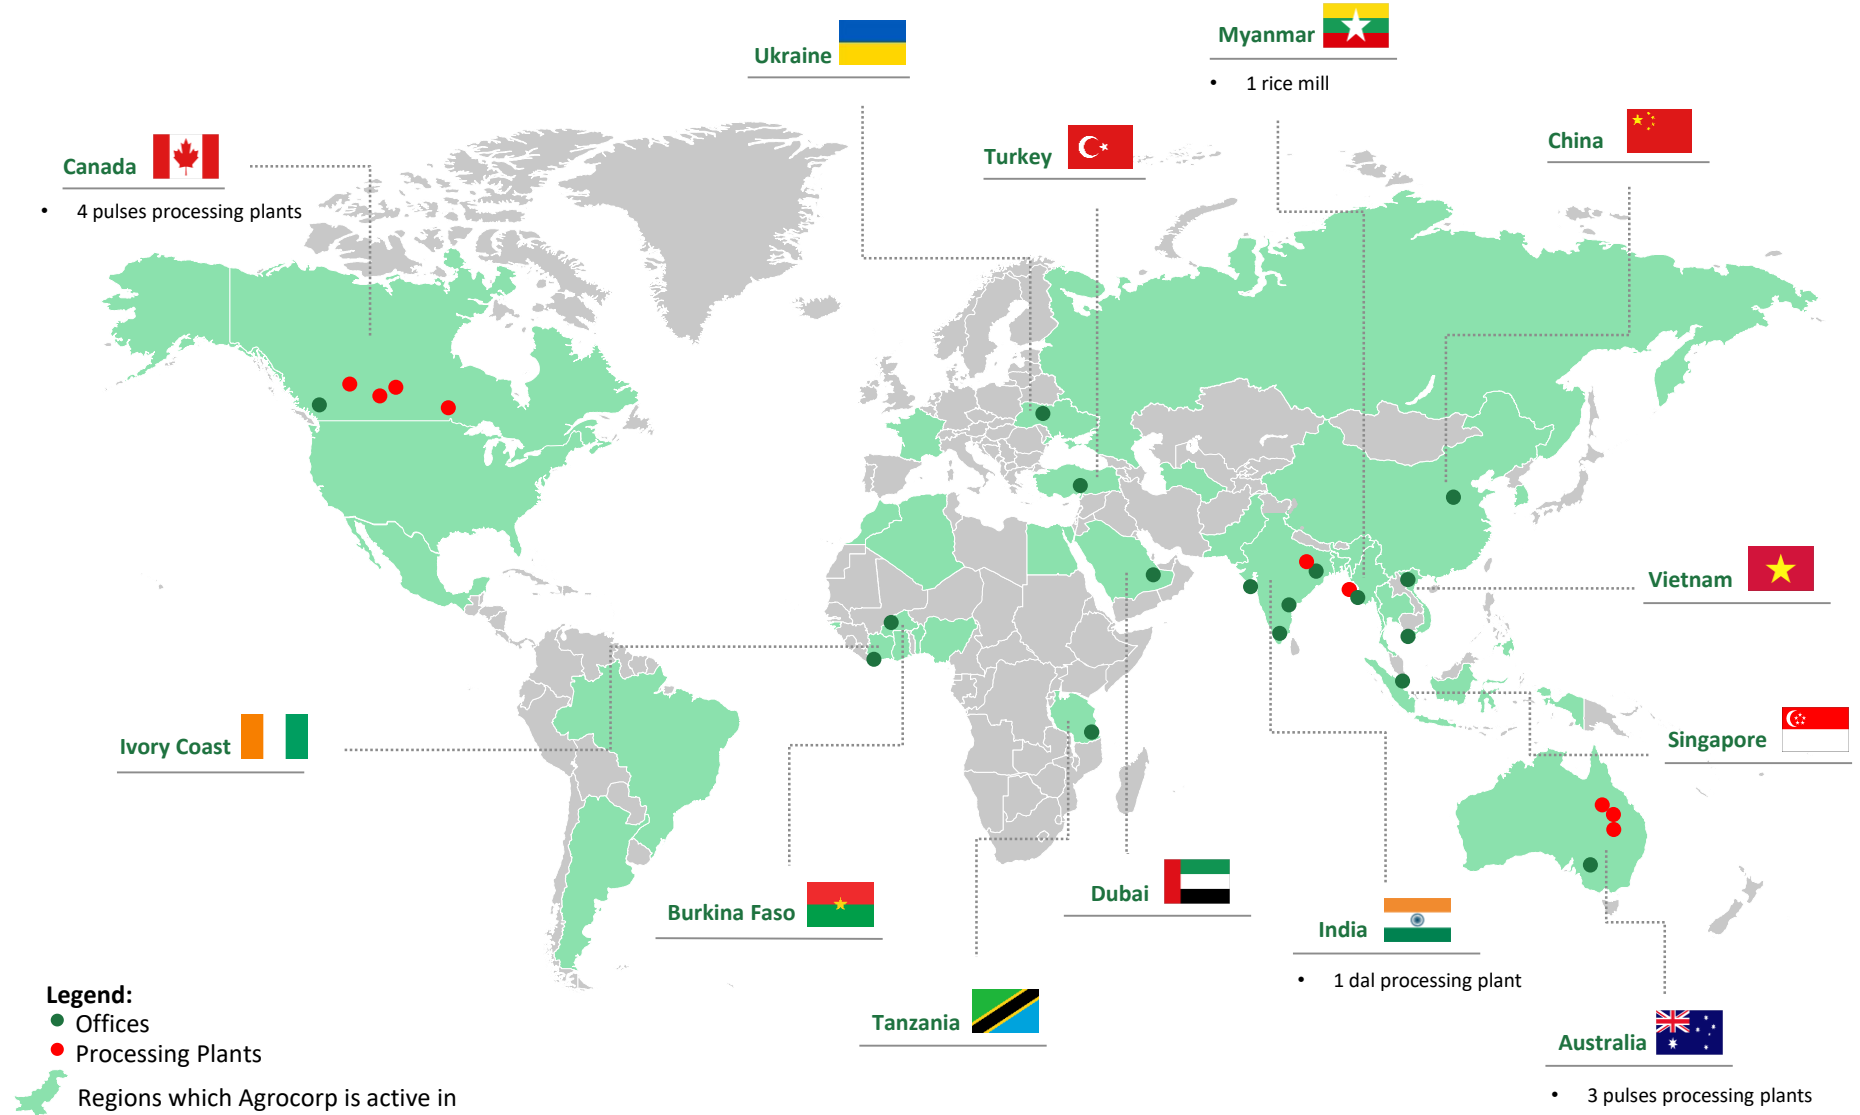 Ukraine
Myanmar
• 1 rice mill
Canada
• 4 pulses processing plants
Turkey
China
Vietnam
Ivory Coast
Singapore
Burkina Faso
Dubai
India
• 1 dal processing plant
Tanzania
Australia
• 3 pulses processing plants
Legend:
Offices
Processing Plants
Regions which Agrocorp is active in